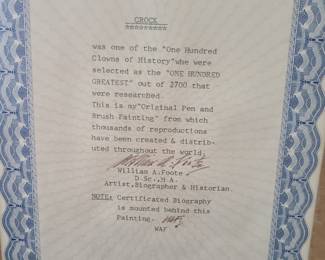 CROCK
*********
was one of the "One Hundred
Clowns of History"who were
selected as the "ONE HUNDRED
GREATEST" out of 2700 that
were researched.
This is my"Original Pen and
Brush Painting" from which
thousands of reproductions
have been created & distrib-
uted throughout the world.
William A. Foote
William A.Foote
D.Sc.,H A.
Artist,Biographer & Historian.
NOTE: Certificated Biography
is mounted behind this
Painting.
WAF